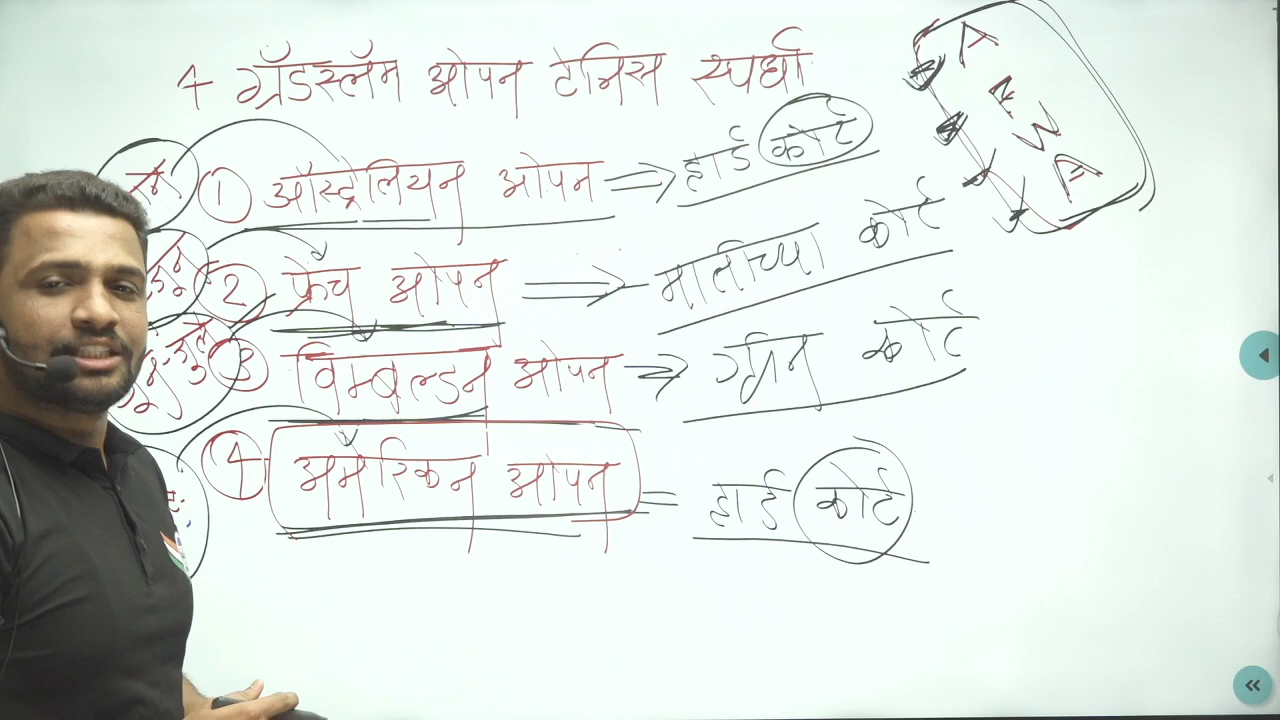 4 ग्रँडस्लॅम ओपन टेनिस स्पर्धा
① ऑस्ट्रेलियन ओपन ⇒ हार्ड कोर्ट
② फ्रेंच ओपन ⇒ मातीच्या कोर्ट
③ विम्बल्डन ओपन ⇒ ग्रीन कोर्ट
④ अमेरिकन ओपन = हार्ड कोर्ट
A
F
W
A